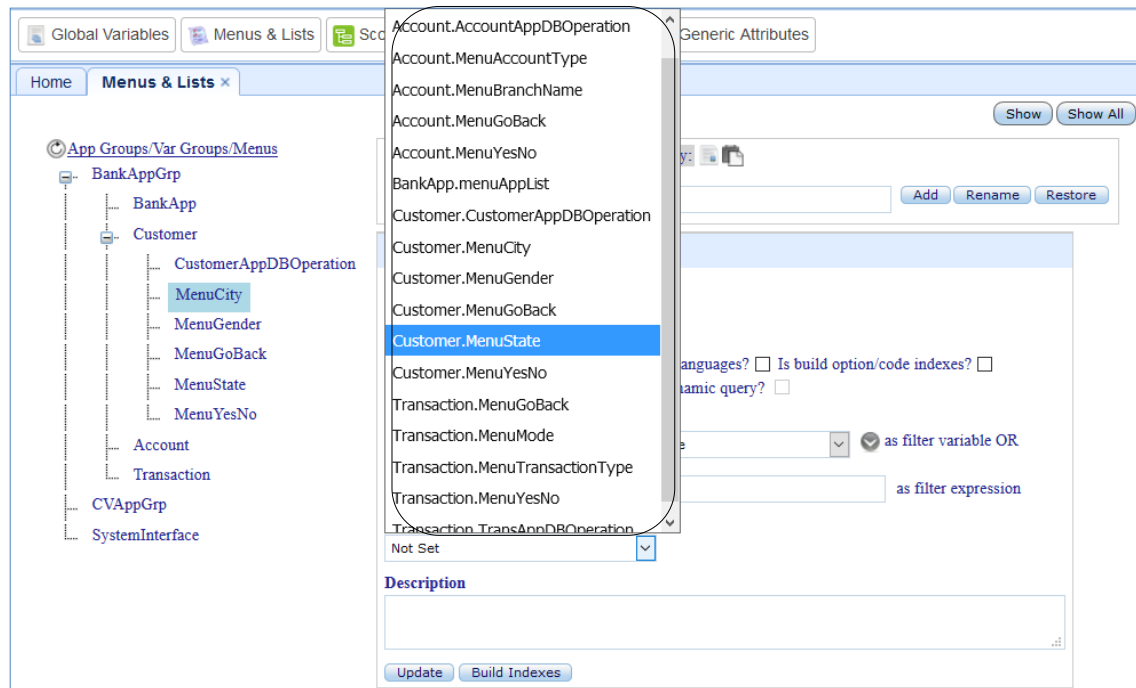 Global Variables Menus & Lists Sco Generic Attributes
Home Menus & Lists ×
Show Show All
App Groups/Var Groups/Menus
BankAppGrp
BankApp
Customer
CustomerAppDBOperation
MenuCity
MenuGender
MenuGoBack
MenuState
MenuYesNo
Account
Transaction
CVAppGrp
SystemInterface
Account.AccountAppDBOperation
Account.MenuAccountType
Account.MenuBranchName
Account.MenuGoBack
Account.MenuYesNo
BankApp.menuAppList
Customer.CustomerAppDBOperation
Customer.MenuCity
Customer.MenuGender
Customer.MenuGoBack
Customer.MenuState
Customer.MenuYesNo
Transaction.MenuGoBack
Transaction.MenuMode
Transaction.MenuTransactionType
Transaction.MenuYesNo
Transaction.TransAppDBOperation
y:
Add Rename Restore
anguages? Is build option/code indexes?
namic query?
e as filter variable OR
as filter expression
Not Set
Description
Update Build Indexes